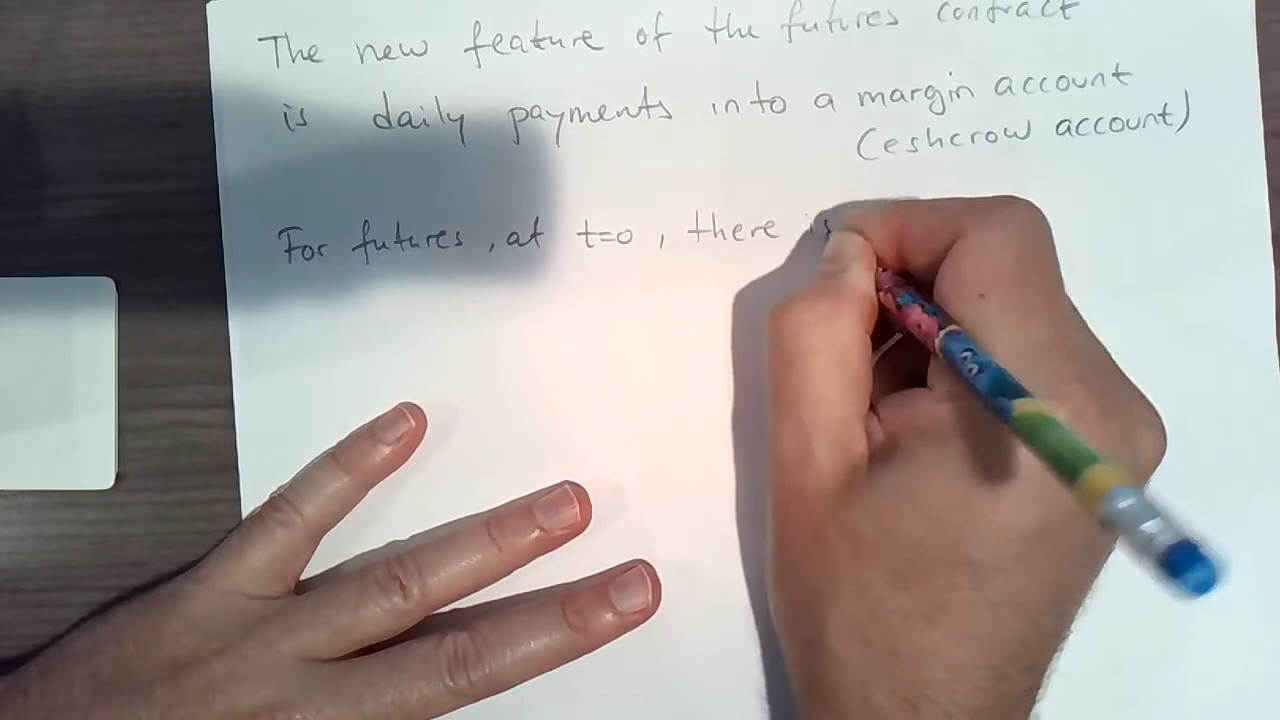 The new feature of the futures contract
is daily payments into a margin account
(eshcrow account)
For futures, at t=0, there is